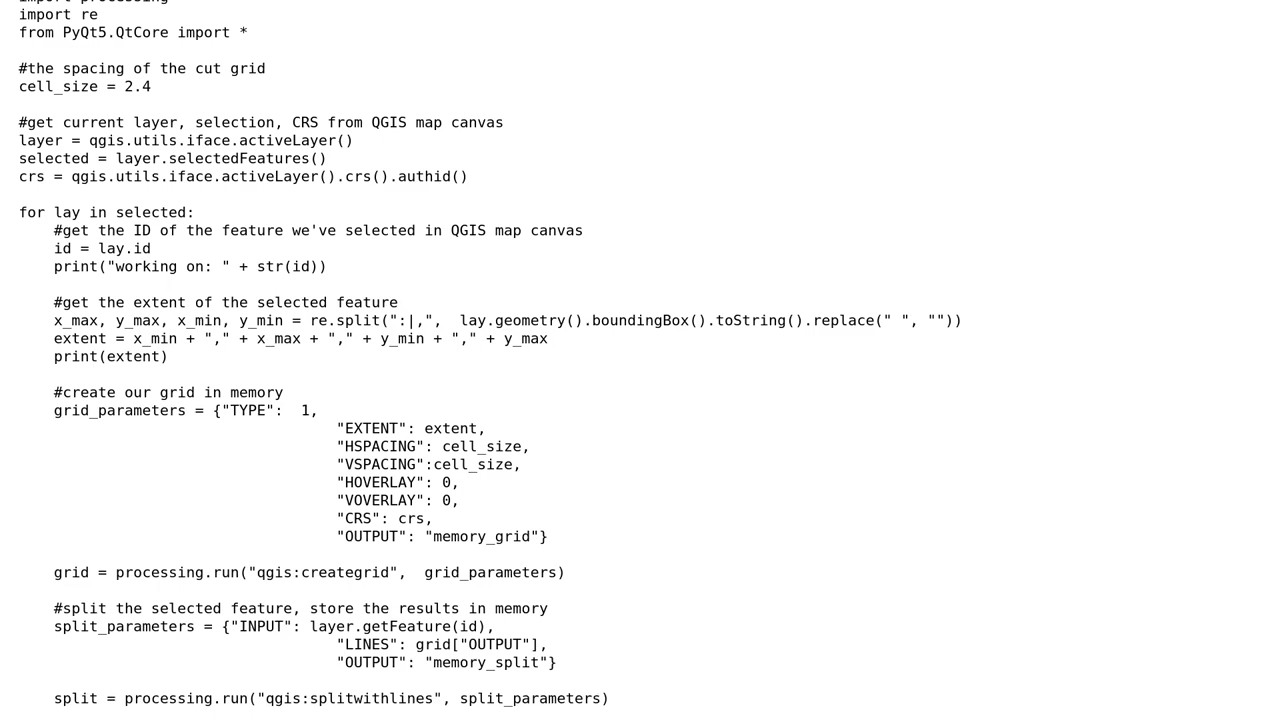 import processing
import re
from PyQt5.QtCore import *
#the spacing of the cut grid
cell_size = 2.4
#get current layer, selection, CRS from QGIS map canvas
layer = qgis.utils.iface.activeLayer()
selected = layer.selectedFeatures()
crs = qgis.utils.iface.activeLayer().crs().authid()
for lay in selected:
    #get the ID of the feature we've selected in QGIS map canvas
    id = lay.id
    print("working on: " + str(id))
    #get the extent of the selected feature
    x_max, y_max, x_min, y_min = re.split(":|,",  lay.geometry().boundingBox().toString().replace(" ", ""))
    extent = x_min + "," + x_max + "," + y_min + "," + y_max
    print(extent)
    #create our grid in memory
    grid_parameters = {"TYPE":  1,
                                    "EXTENT": extent,
                                    "HSPACING": cell_size,
                                    "VSPACING":cell_size,
                                    "HOVERLAY": 0,
                                    "VOVERLAY": 0,
                                    "CRS": crs,
                                    "OUTPUT": "memory_grid"}
    grid = processing.run("qgis:creategrid",  grid_parameters)
    #split the selected feature, store the results in memory
    split_parameters = {"INPUT": layer.getFeature(id),
                                    "LINES": grid["OUTPUT"],
                                    "OUTPUT": "memory_split"}
    split = processing.run("qgis:splitwithlines", split_parameters)